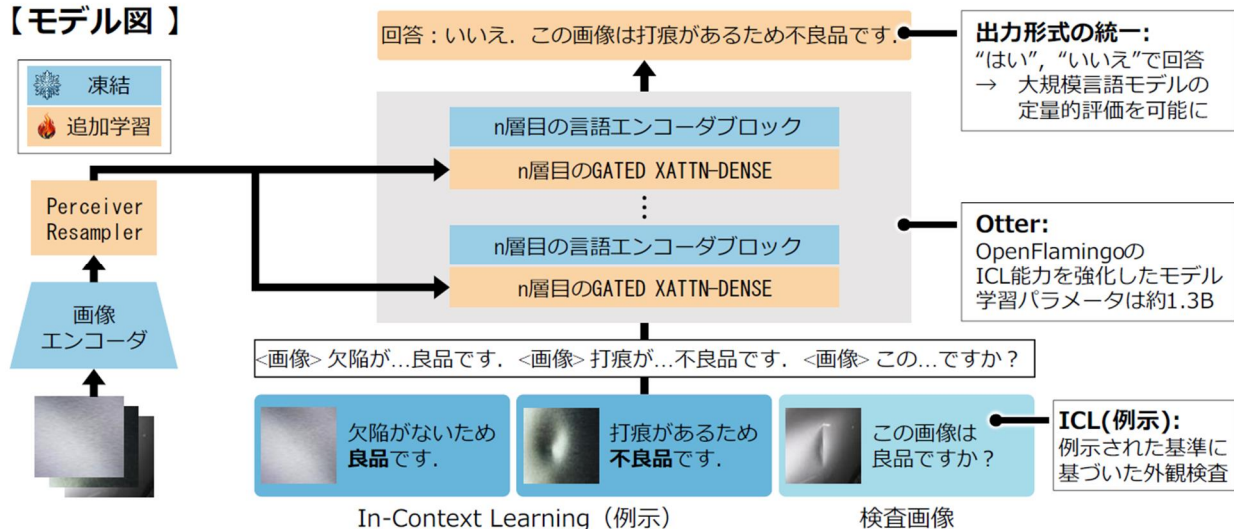 【モデル図 】
凍結
追加学習
Perceiver
Resampler
画像
エンコーダ
回答：いいえ．この画像は打痕があるため不良品です．
n層目の言語エンコーダブロック
n層目のGATED XATTN-DENSE
⋮
n層目の言語エンコーダブロック
n層目のGATED XATTN-DENSE
<画像> 欠陥が…良品です．<画像> 打痕が…不良品です．<画像> この…ですか？
欠陥がないため
良品です．
打痕があるため
不良品です．
この画像は
良品ですか？
In-Context Learning（例示）
検査画像
出力形式の統一:
“はい”, “いいえ”で回答
→ 大規模言語モデルの
定量的評価を可能に
Otter:
OpenFlamingoの
ICL能力を強化したモデル
学習パラメータは約1.3B
ICL(例示):
例示された基準に
基づいた外観検査